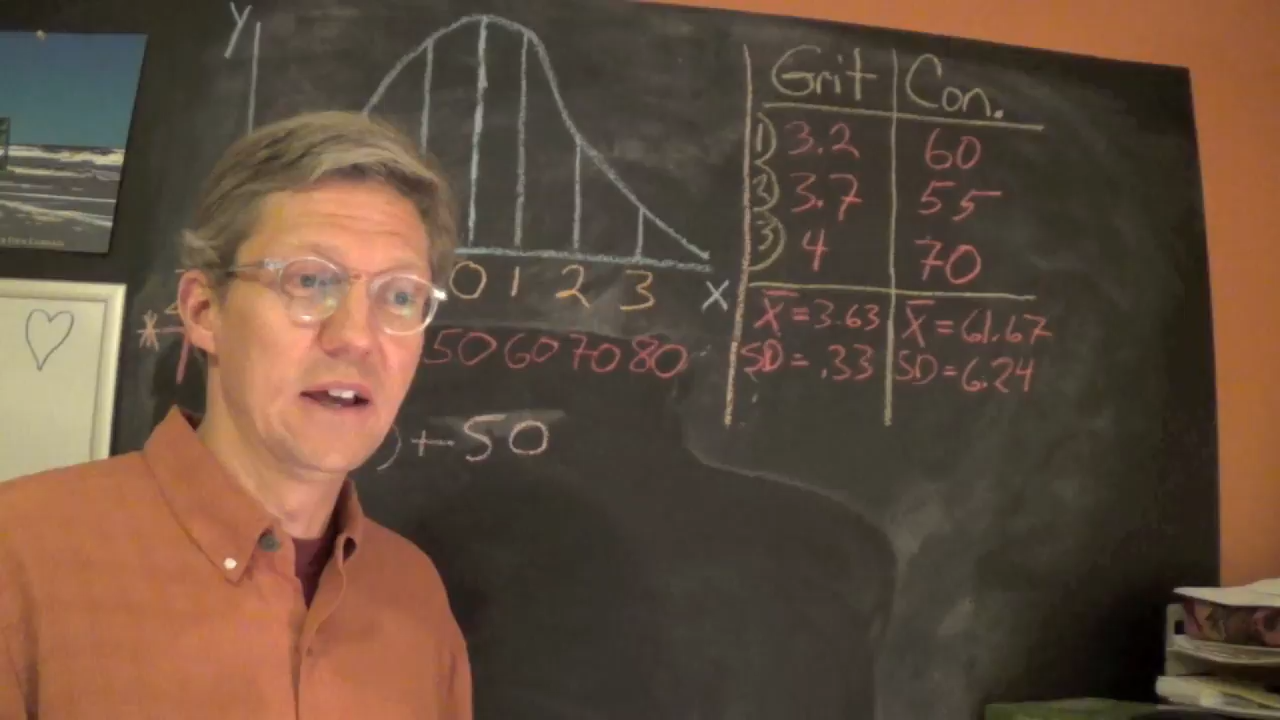 y
Grit Con.
1) 3.2 60
2) 3.7 55
3) 4 70
0 1 2 3 x
X̄ = 3.63 X̄ = 61.67
* 50 60 70 80
SD = .33 SD = 6.24
) + 50